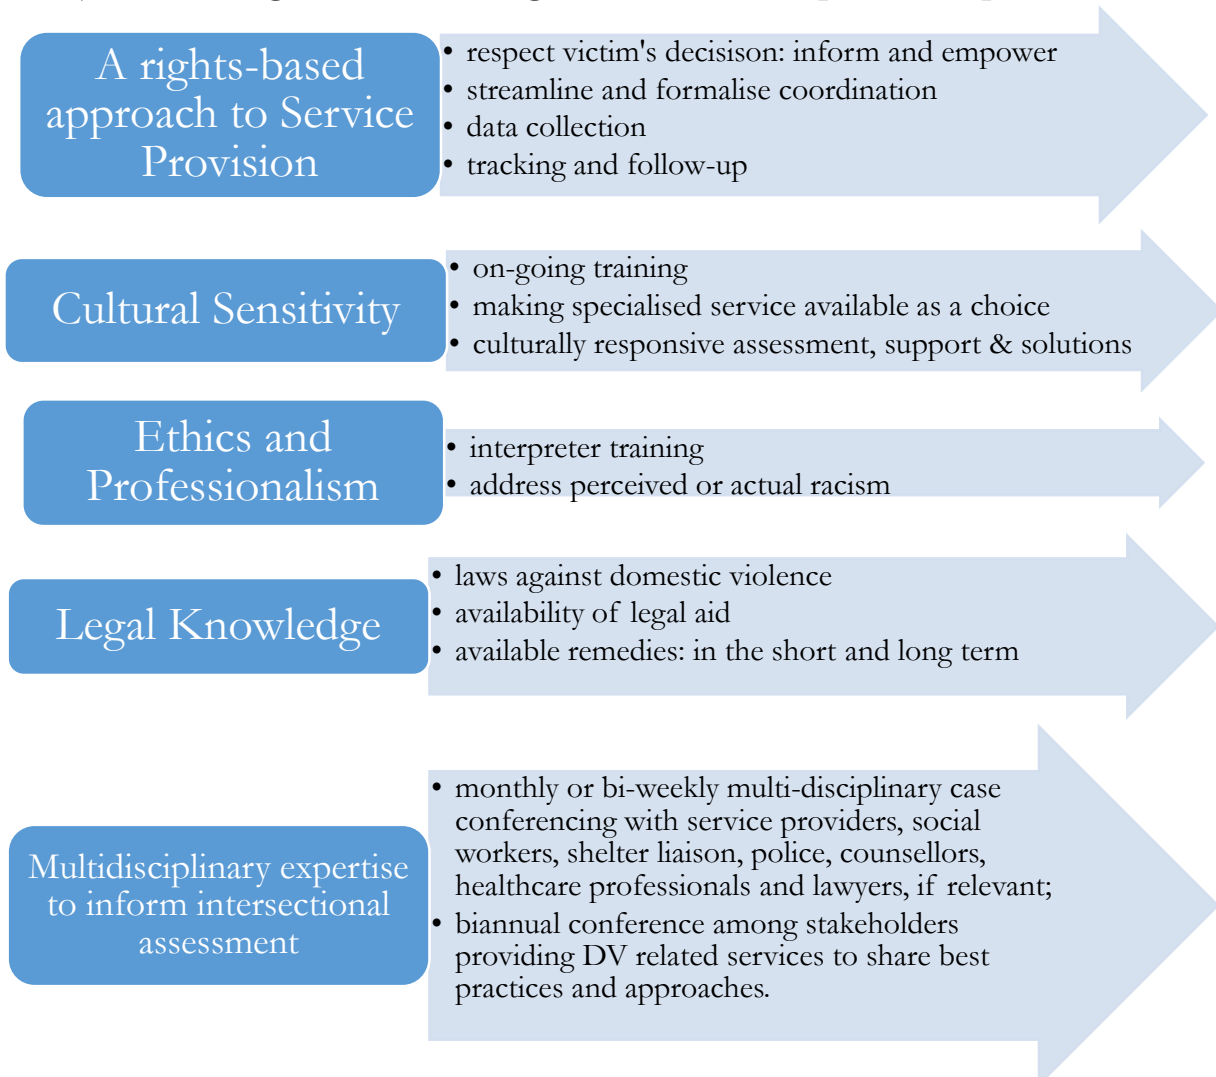 A rights-based
approach to Service
Provision
• respect victim's decisison: inform and empower
• streamline and formalise coordination
• data collection
• tracking and follow-up
Cultural Sensitivity
• on-going training
• making specialised service available as a choice
• culturally responsive assessment, support & solutions
Ethics and
Professionalism
• interpreter training
• address perceived or actual racism
Legal Knowledge
• laws against domestic violence
• availability of legal aid
• available remedies: in the short and long term
Multidisciplinary expertise
to inform intersectional
assessment
• monthly or bi-weekly multi-disciplinary case
conferencing with service providers, social
workers, shelter liaison, police, counsellors,
healthcare professionals and lawyers, if relevant;
• biannual conference among stakeholders
providing DV related services to share best
practices and approaches.